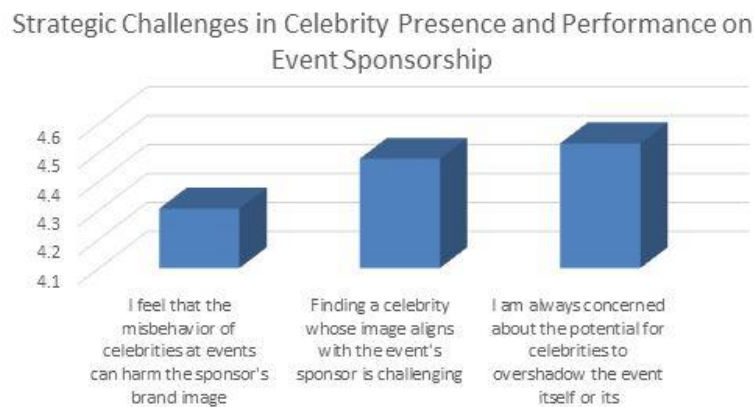 Strategic Challenges in Celebrity Presence and Performance on
Event Sponsorship
4.6
4.5
4.4
4.3
4.2
4.1
I feel that the
misbehavior of
celebrities at events
can harm the sponsor's
brand image
Finding a celebrity
whose image aligns
with the event's
sponsor is challenging
I am always concerned
about the potential for
celebrities to
overshadow the event
itself or its